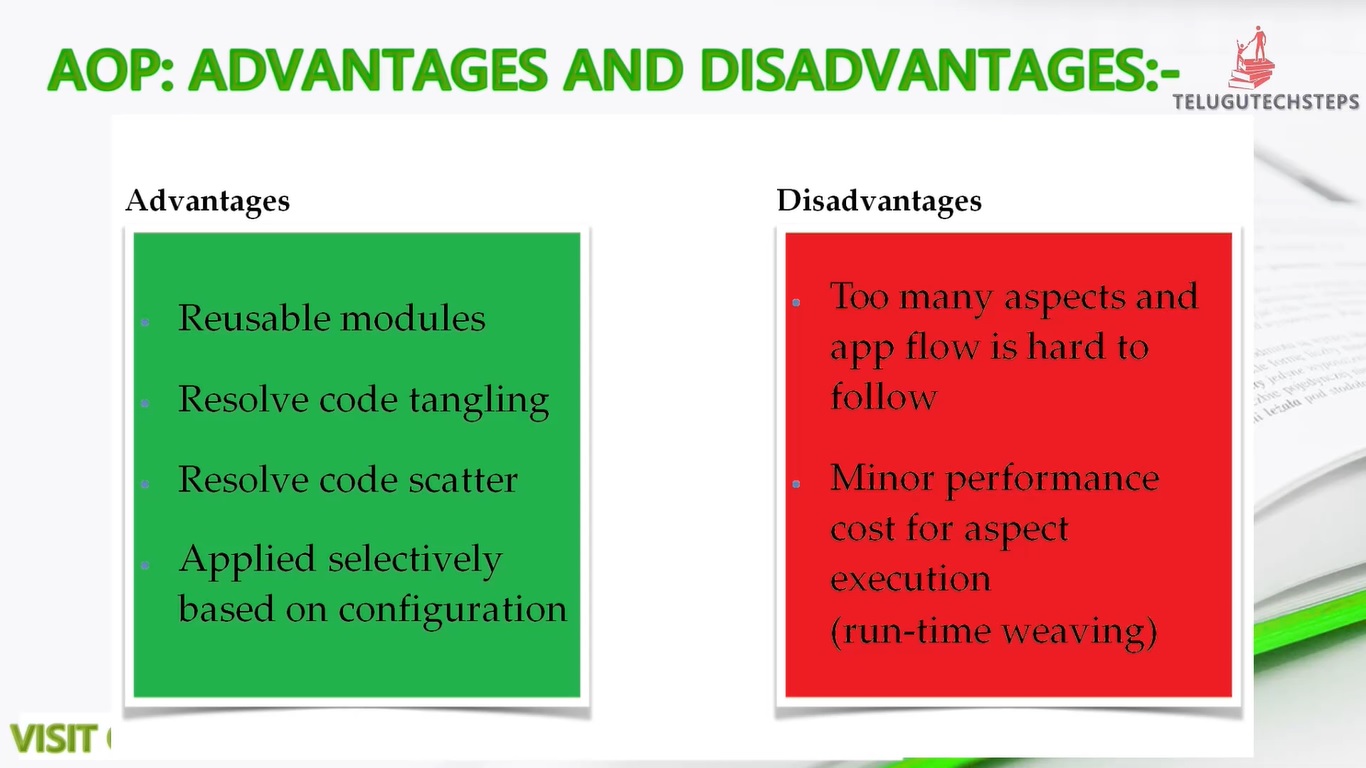 AOP: ADVANTAGES AND DISADVANTAGES:-
TELUGUTECHSTEPS
Advantages
Reusable modules
Resolve code tangling
Resolve code scatter
Applied selectively
based on configuration
Disadvantages
Too many aspects and
app flow is hard to
follow
Minor performance
cost for aspect
execution
(run-time weaving)
VISIT